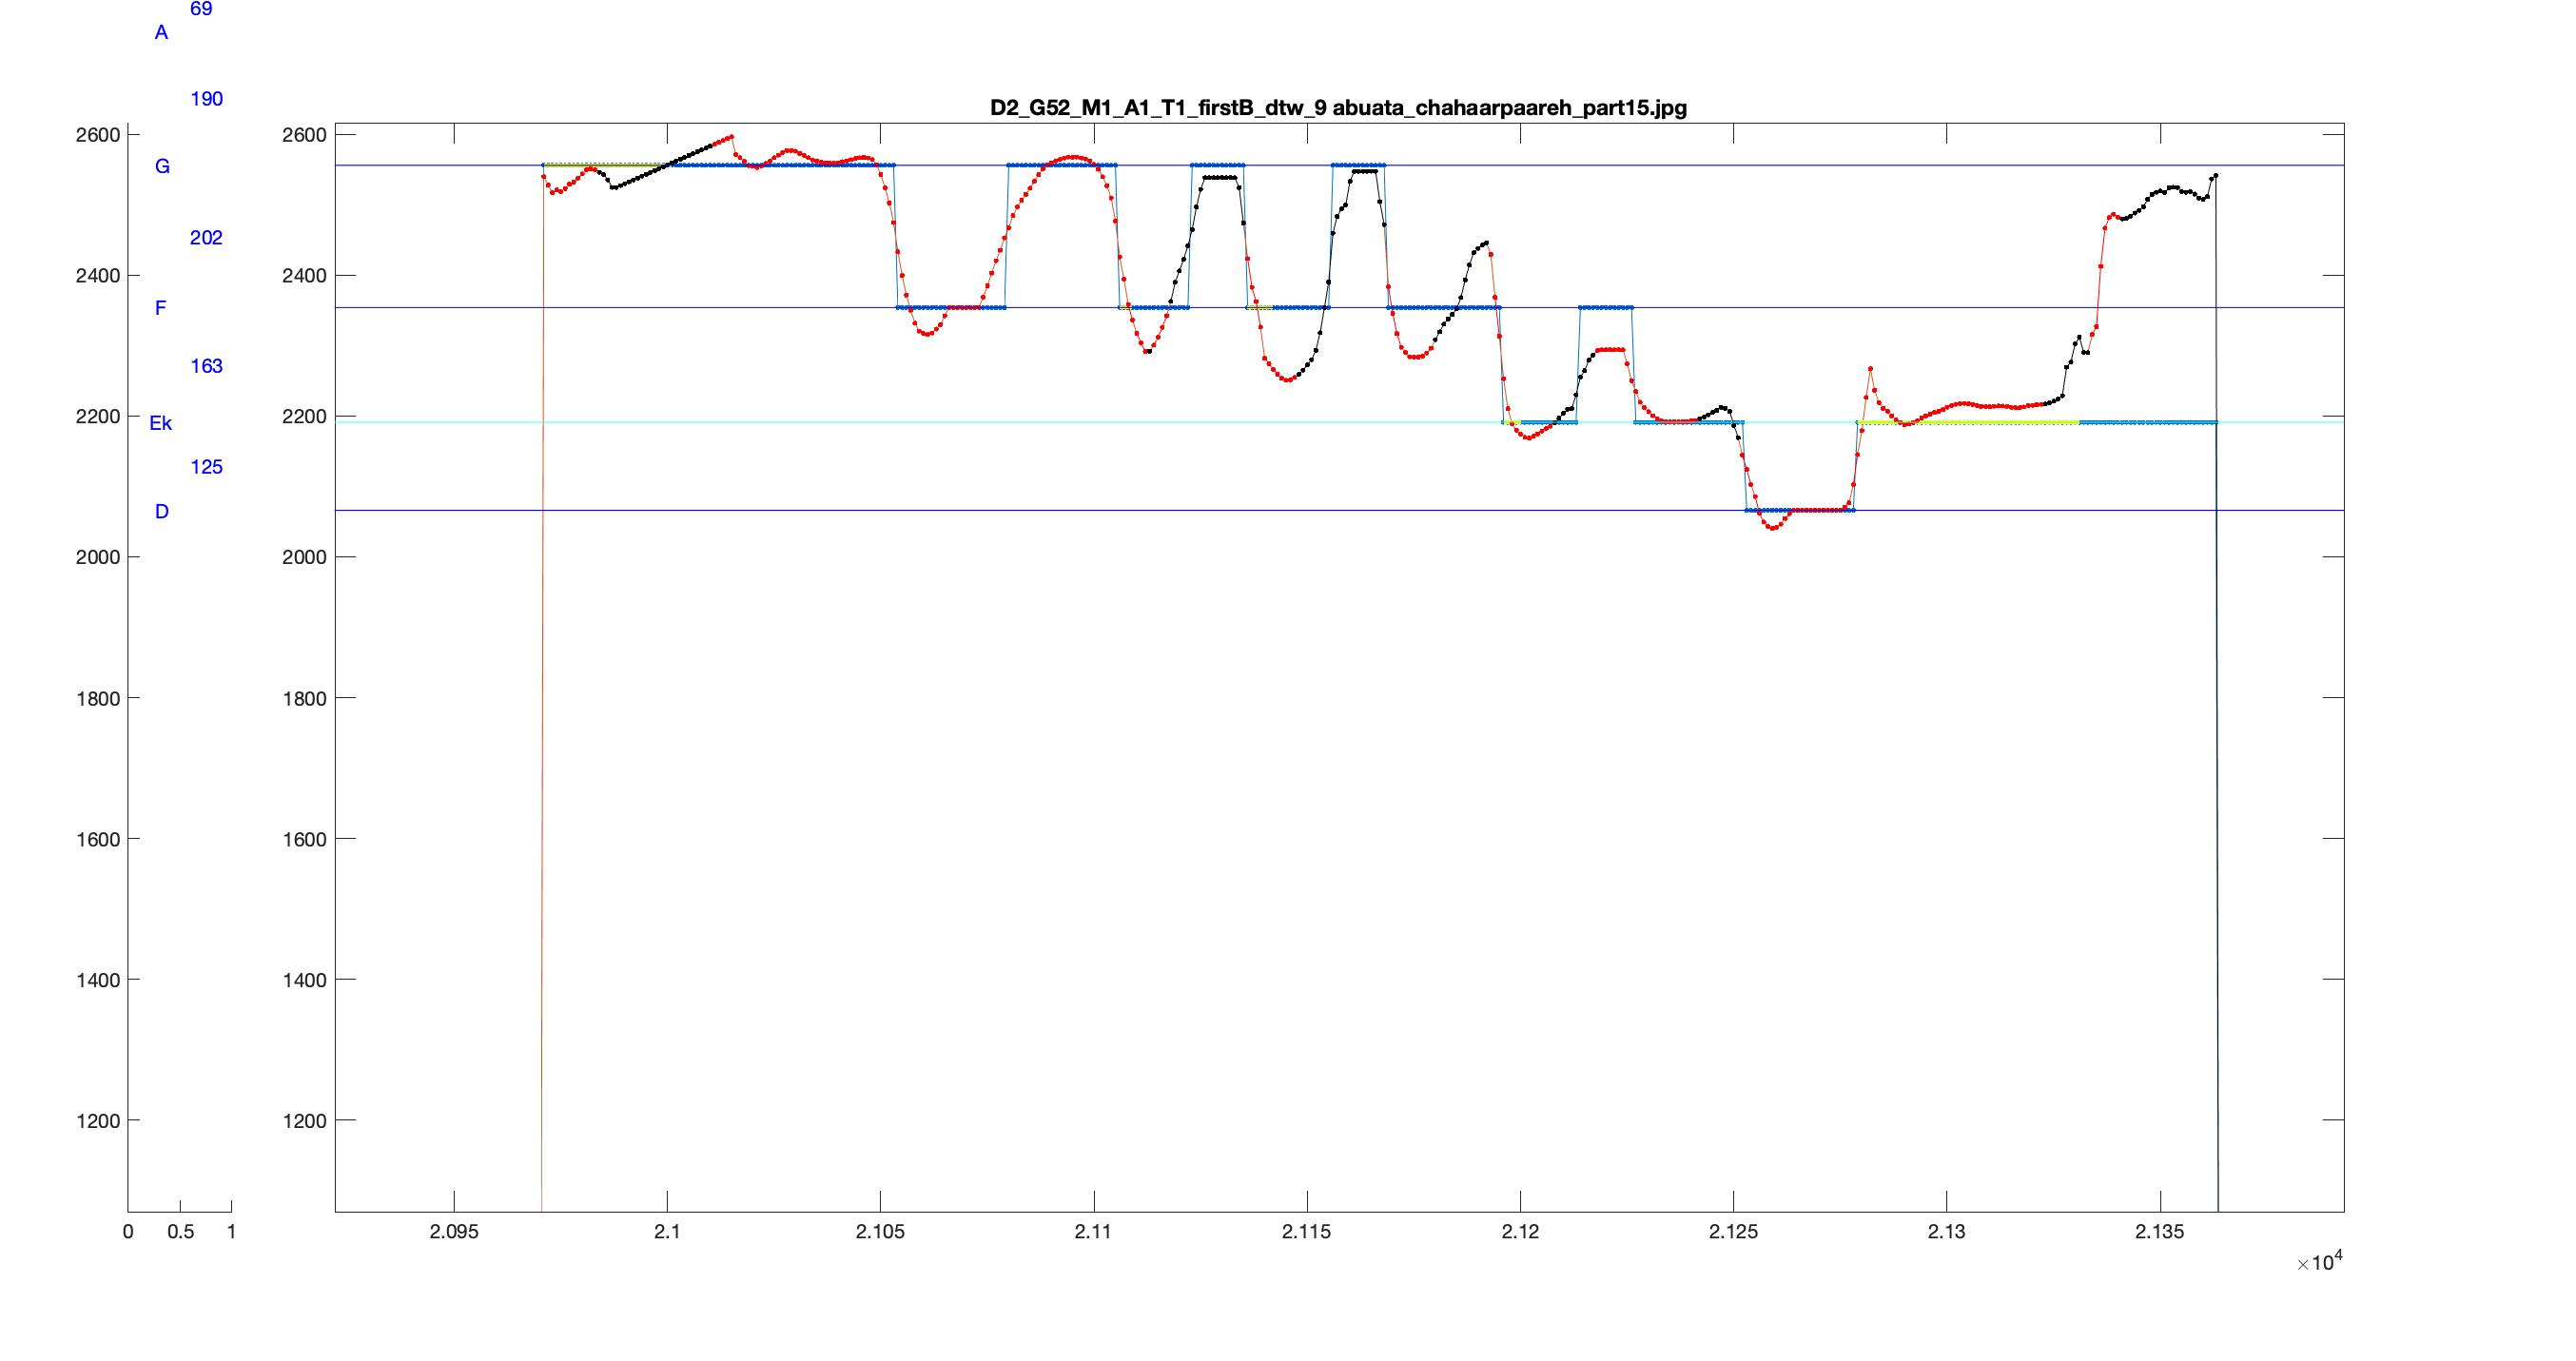 69
A
190
D2_G52_M1_A1_T1_firstB_dtw_9 abuata_chahaarpaareh_part15.jpg
2600 2600
G
202
2400 2400
F
163
2200 2200
Ek
125
D
2000 2000
1800 1800
1600 1600
1400 1400
1200 1200
0 0.5 1 2.095 2.1 2.105 2.11 2.115 2.12 2.125 2.13 2.135
×10⁴